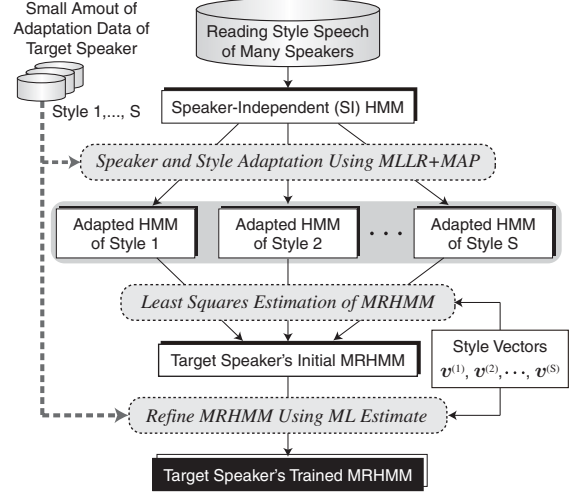 Small Amout of
Adaptation Data of
Target Speaker
Reading Style Speech
of Many Speakers
Style 1,..., S
Speaker-Independent (SI) HMM
Speaker and Style Adaptation Using MLLR+MAP
Adapted HMM
of Style 1
Adapted HMM
of Style 2
· · ·
Adapted HMM
of Style S
Least Squares Estimation of MRHMM
Target Speaker's Initial MRHMM
Style Vectors
v(1), v(2),· · ·, v(S)
Refine MRHMM Using ML Estimate
Target Speaker's Trained MRHMM